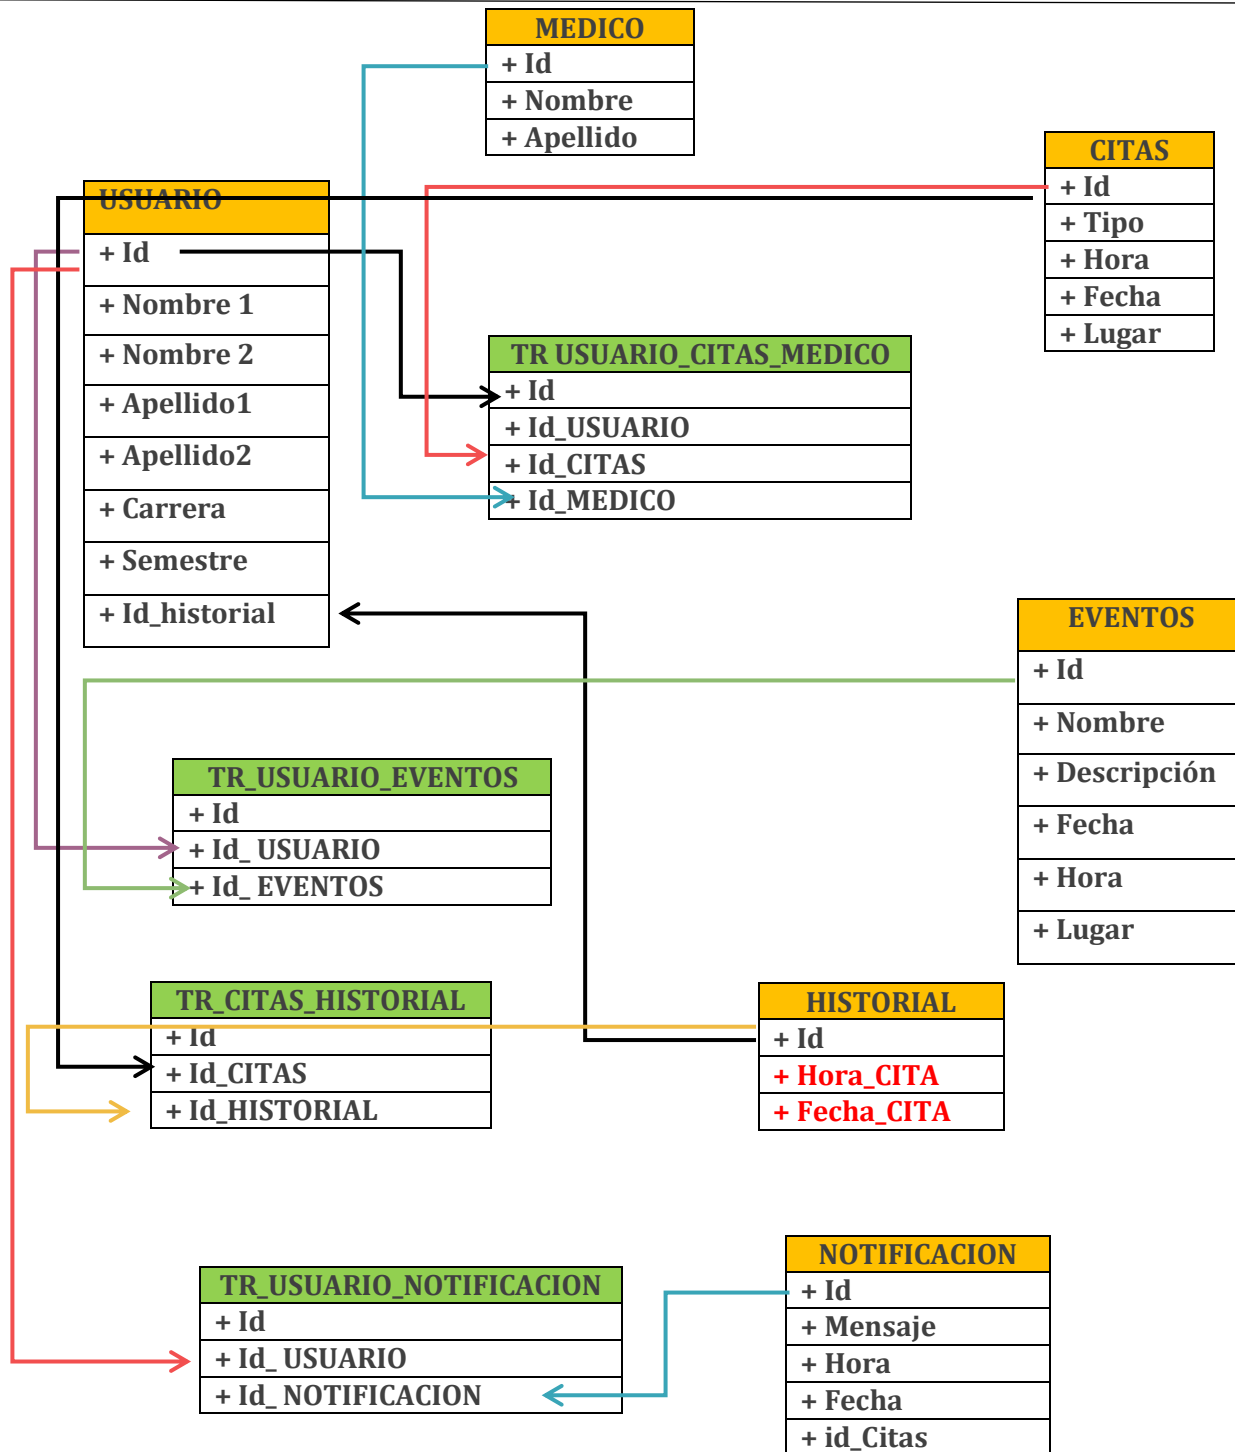 MEDICO
+ Id
+ Nombre
+ Apellido
CITAS
+ Id
+ Tipo
+ Hora
+ Fecha
+ Lugar
USUARIO
+ Id
+ Nombre 1
+ Nombre 2
+ Apellido1
+ Apellido2
+ Carrera
+ Semestre
+ Id_historial
TR USUARIO_CITAS_MEDICO
+ Id
+ Id_USUARIO
+ Id_CITAS
+ Id_MEDICO
EVENTOS
+ Id
+ Nombre
+ Descripción
+ Fecha
+ Hora
+ Lugar
TR_USUARIO_EVENTOS
+ Id
+ Id_ USUARIO
+ Id_ EVENTOS
TR_CITAS_HISTORIAL
+ Id
+ Id_CITAS
+ Id_HISTORIAL
HISTORIAL
+ Id
+ Hora_CITA
+ Fecha_CITA
TR_USUARIO_NOTIFICACION
+ Id
+ Id_ USUARIO
+ Id_ NOTIFICACION
NOTIFICACION
+ Id
+ Mensaje
+ Hora
+ Fecha
+ id_Citas